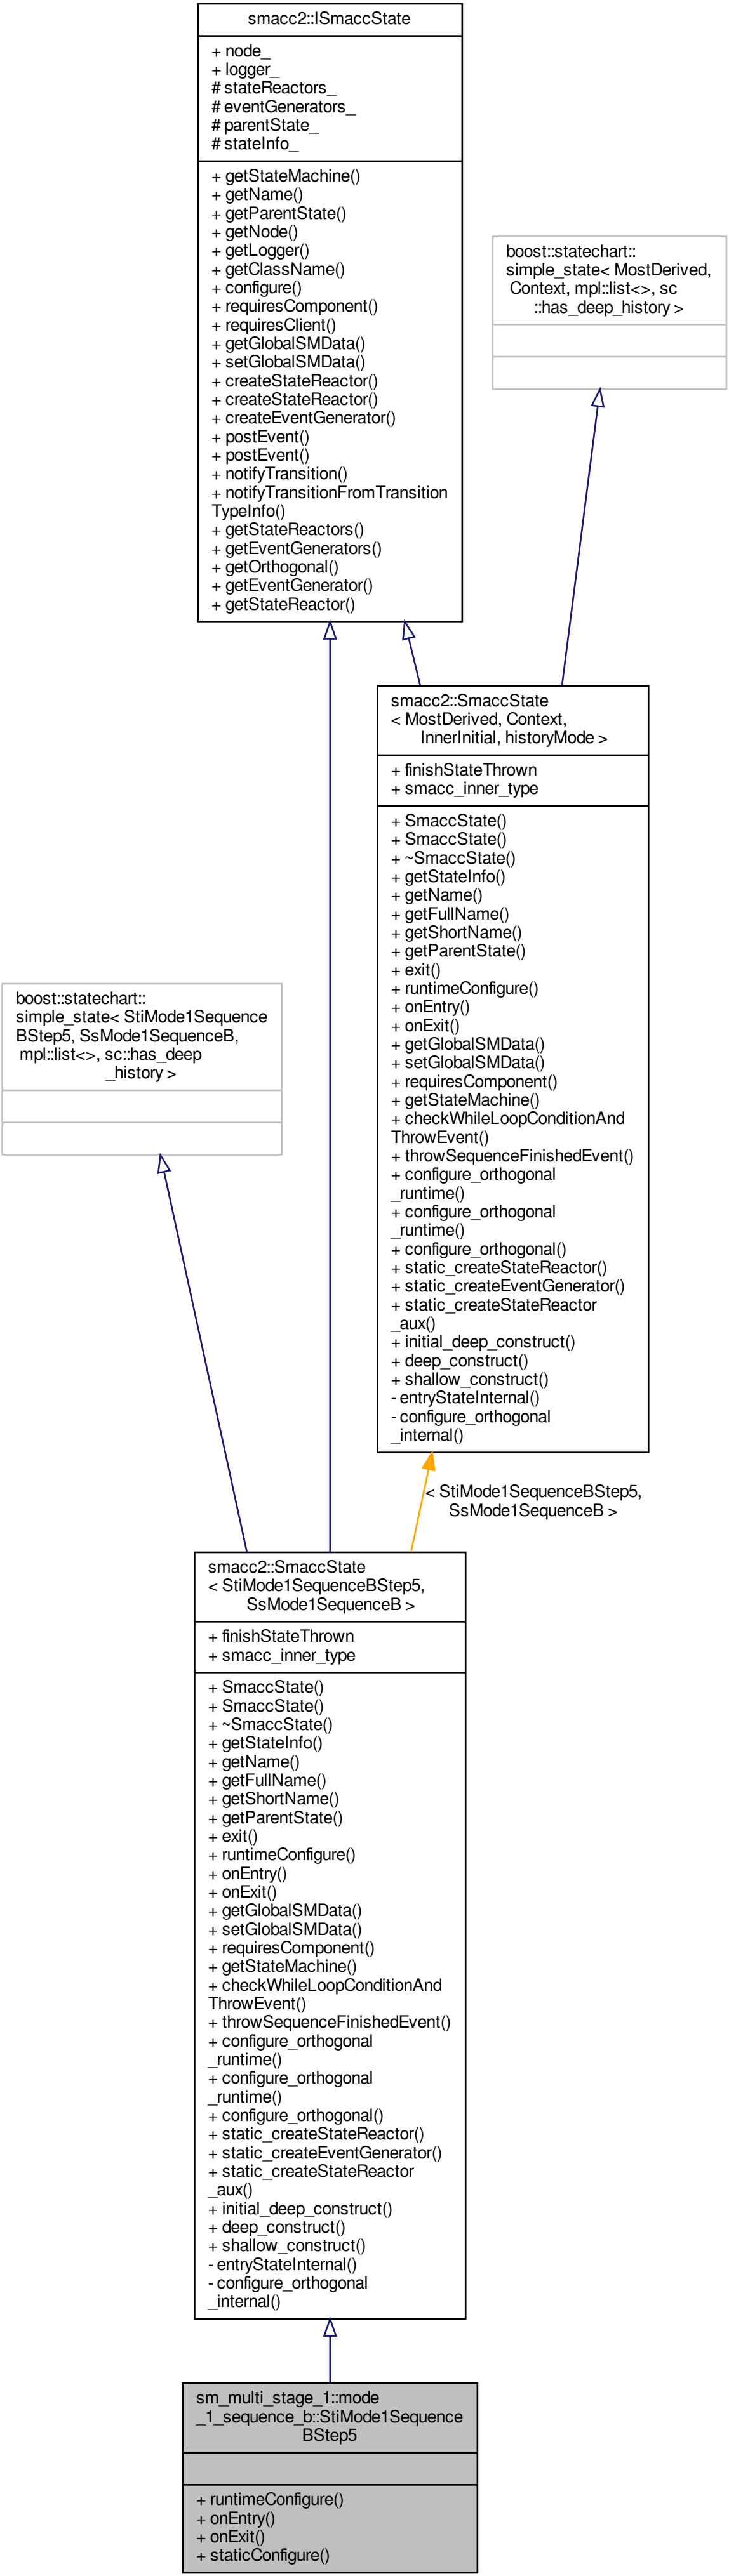 smacc2::ISmaccState
+ node_
+ logger_
# stateReactors_
# eventGenerators_
# parentState_
# stateInfo_
+ getStateMachine()
+ getName()
+ getParentState()
+ getNode()
+ getLogger()
+ getClassName()
+ configure()
+ requiresComponent()
+ requiresClient()
+ getGlobalSMData()
+ setGlobalSMData()
+ createStateReactor()
+ createStateReactor()
+ createEventGenerator()
+ postEvent()
+ postEvent()
+ notifyTransition()
+ notifyTransitionFromTransition
TypeInfo()
+ getStateReactors()
+ getEventGenerators()
+ getOrthogonal()
+ getEventGenerator()
+ getStateReactor()
boost::statechart::
simple_state< MostDerived,
Context, mpl::list<>, sc
::has_deep_history >
smacc2::SmaccState
< MostDerived, Context,
InnerInitial, historyMode >
+ finishStateThrown
+ smacc_inner_type
+ SmaccState()
+ SmaccState()
+ ~SmaccState()
+ getStateInfo()
+ getName()
+ getFullName()
+ getShortName()
+ getParentState()
+ exit()
+ runtimeConfigure()
+ onEntry()
+ onExit()
+ getGlobalSMData()
+ setGlobalSMData()
+ requiresComponent()
+ getStateMachine()
+ checkWhileLoopConditionAnd
ThrowEvent()
+ throwSequenceFinishedEvent()
+ configure_orthogonal
_runtime()
+ configure_orthogonal
_runtime()
+ configure_orthogonal()
+ static_createStateReactor()
+ static_createEventGenerator()
+ static_createStateReactor
_aux()
+ initial_deep_construct()
+ deep_construct()
+ shallow_construct()
- entryStateInternal()
- configure_orthogonal
_internal()
boost::statechart::
simple_state< StiMode1Sequence
BStep5, SsMode1SequenceB,
mpl::list<>, sc::has_deep
_history >
< StiMode1SequenceBStep5,
SsMode1SequenceB >
smacc2::SmaccState
< StiMode1SequenceBStep5,
SsMode1SequenceB >
+ finishStateThrown
+ smacc_inner_type
+ SmaccState()
+ SmaccState()
+ ~SmaccState()
+ getStateInfo()
+ getName()
+ getFullName()
+ getShortName()
+ getParentState()
+ exit()
+ runtimeConfigure()
+ onEntry()
+ onExit()
+ getGlobalSMData()
+ setGlobalSMData()
+ requiresComponent()
+ getStateMachine()
+ checkWhileLoopConditionAnd
ThrowEvent()
+ throwSequenceFinishedEvent()
+ configure_orthogonal
_runtime()
+ configure_orthogonal
_runtime()
+ configure_orthogonal()
+ static_createStateReactor()
+ static_createEventGenerator()
+ static_createStateReactor
_aux()
+ initial_deep_construct()
+ deep_construct()
+ shallow_construct()
- entryStateInternal()
- configure_orthogonal
_internal()
sm_multi_stage_1::mode
_1_sequence_b::StiMode1Sequence
BStep5
+ runtimeConfigure()
+ onEntry()
+ onExit()
+ staticConfigure()